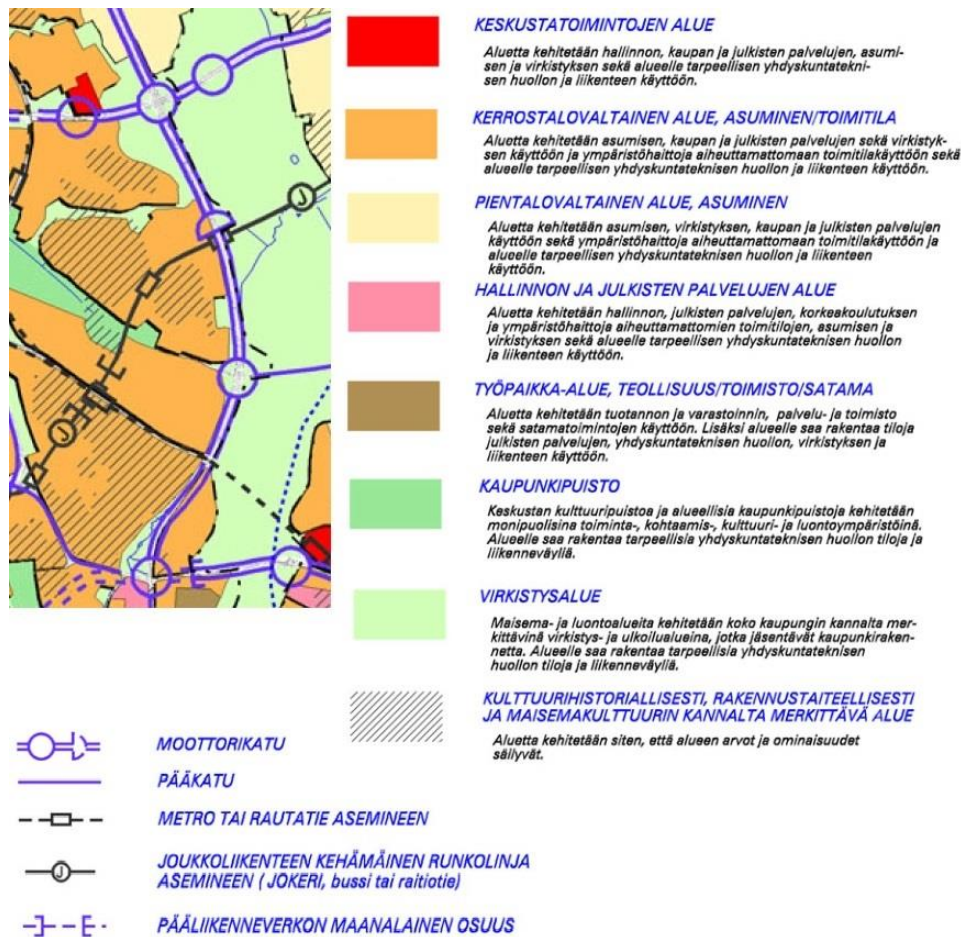 KESKUSTATOIMINTOJEN ALUE
Aluetta kehitetään hallinnon, kaupan ja julkisten palvelujen, asumi-
sen ja virkistyksen sekä alueelle tarpeellisen yhdyskuntatekni-
sen huollon ja liikenteen käyttöön.
KERROSTALOVALTAINEN ALUE, ASUMINEN/TOIMITILA
Aluetta kehitetään asumisen, kaupan ja julkisten palvelujen sekä virkistyk-
sen käyttöön ja ympäristöhaittoja aiheuttamattomaan toimitilakäyttöön sekä
alueelle tarpeellisen yhdyskuntateknisen huollon ja liikenteen käyttöön.
PIENTALOVALTAINEN ALUE, ASUMINEN
Aluetta kehitetään asumisen, virkistyksen, kaupan ja julkisten palvelujen
käyttöön sekä ympäristöhaittoja aiheuttamattomaan toimitilakäyttöön ja
alueelle tarpeellisen yhdyskuntateknisen huollon ja liikenteen
käyttöön.
HALLINNON JA JULKISTEN PALVELUJEN ALUE
Aluetta kehitetään hallinnon, julkisten palvelujen, korkeakoulutuksen
ja ympäristöhaittoja aiheuttamattomien toimitilojen, asumisen ja
virkistyksen sekä alueelle tarpeellisen yhdyskuntateknisen huollon
ja liikenteen käyttöön.
TYÖPAIKKA-ALUE, TEOLLISUUS/TOIMISTO/SATAMA
Aluetta kehitetään tuotannon ja varastoinnin, palvelu- ja toimisto
sekä satamatoimintojen käyttöön. Lisäksi alueelle saa rakentaa tiloja
julkisten palvelujen, yhdyskuntateknisen huollon, virkistyksen ja
liikenteen käyttöön.
KAUPUNKIPUISTO
Keskustan kulttuuripuistoa ja alueellisia kaupunkipuistoja kehitetään
monipuolisina toiminta-, kohtaamis-, kulttuuri- ja luontoympäristöinä.
Alueelle saa rakentaa tarpeellisia yhdyskuntateknisen huollon tiloja ja
liikenneväyliä.
VIRKISTYSALUE
Maisema- ja luontoalueita kehitetään koko kaupungin kannalta mer-
kittävinä virkistys- ja ulkoilualueina, jotka jäsentävät kaupunkiraken-
netta. Alueelle saa rakentaa tarpeellisia yhdyskuntateknisen
huollon tiloja ja liikenneväyliä.
KULTTUURIHISTORIALLISESTI, RAKENNUSTAITEELLISESTI
JA MAISEMAKULTTUURIN KANNALTA MERKITTÄVÄ ALUE
Aluetta kehitetään siten, että alueen arvot ja ominaisuudet
säilyvät.
MOOTTORIKATU
PÄÄKATU
METRO TAI RAUTATIE ASEMINEEN
J
JOUKKOLIIKENTEEN KEHÄMÄINEN RUNKOLINJA
ASEMINEEN ( JOKERI, bussi tai raitiotie)
PÄÄLIIKENNEVERKON MAANALAINEN OSUUS
J
J